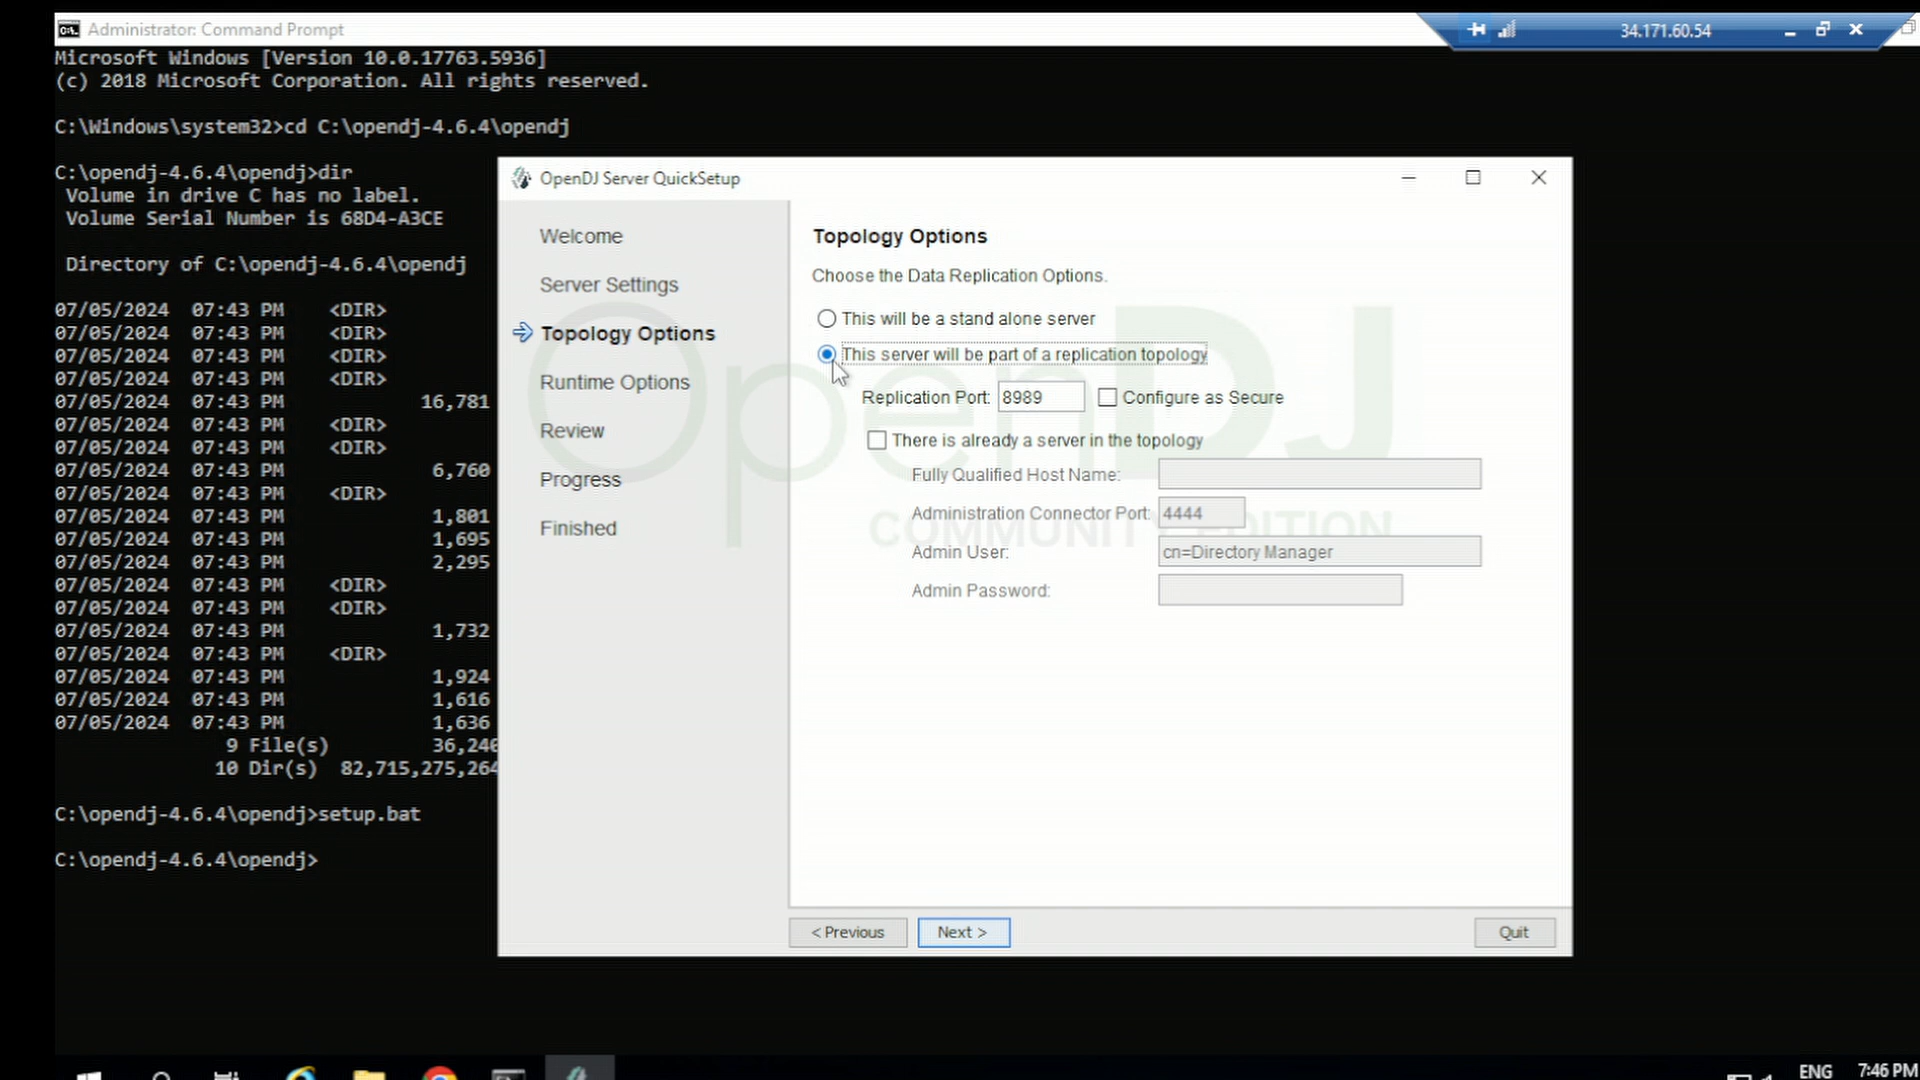 Administrator: Command Prompt
34.171.60.54
Microsoft Windows [Version 10.0.17763.5936]
(c) 2018 Microsoft Corporation. All rights reserved.
C:\Windows\system32>cd C:\opendj-4.6.4\opendj
C:\opendj-4.6.4\opendj>dir
Volume in drive C has no label.
Volume Serial Number is 68D4-A3CE
Directory of C:\opendj-4.6.4\opendj
07/05/2024 07:43 PM <DIR>
07/05/2024 07:43 PM <DIR>
07/05/2024 07:43 PM <DIR>
07/05/2024 07:43 PM <DIR>
07/05/2024 07:43 PM 16,781
07/05/2024 07:43 PM <DIR>
07/05/2024 07:43 PM <DIR>
07/05/2024 07:43 PM 6,760
07/05/2024 07:43 PM <DIR>
07/05/2024 07:43 PM 1,801
07/05/2024 07:43 PM 1,695
07/05/2024 07:43 PM 2,295
07/05/2024 07:43 PM <DIR>
07/05/2024 07:43 PM <DIR>
07/05/2024 07:43 PM 1,732
07/05/2024 07:43 PM <DIR>
07/05/2024 07:43 PM 1,924
07/05/2024 07:43 PM 1,616
07/05/2024 07:43 PM 1,636
9 File(s) 36,240
10 Dir(s) 82,715,275,264
C:\opendj-4.6.4\opendj>setup.bat
C:\opendj-4.6.4\opendj>
OpenDJ Server QuickSetup
Welcome
Server Settings
Topology Options
Runtime Options
Review
Progress
Finished
OpenDJ
COMMUNITY EDITION
Topology Options
Choose the Data Replication Options.
This will be a stand alone server
This server will be part of a replication topology
Replication Port: 8989 Configure as Secure
There is already a server in the topology
Fully Qualified Host Name:
Administration Connector Port: 4444
Admin User: cn=Directory Manager
Admin Password:
< Previous Next > Quit
ENG 7:46 PM